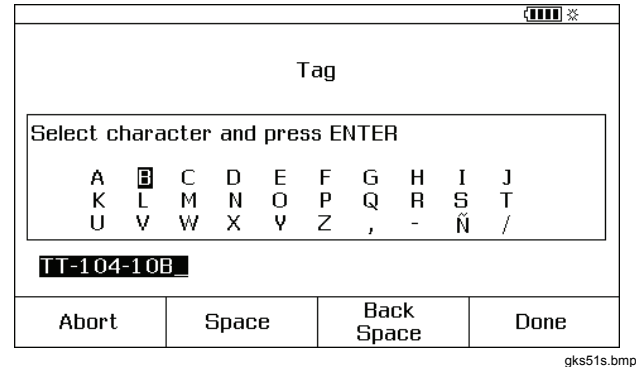 Tag
Select character and press ENTER
A B C D E F G H I J
K L M N O P Q R S T
U V W X Y Z , - Ñ /
TT-104-10B_
Abort Space Back Space Done
gks51s.bmp